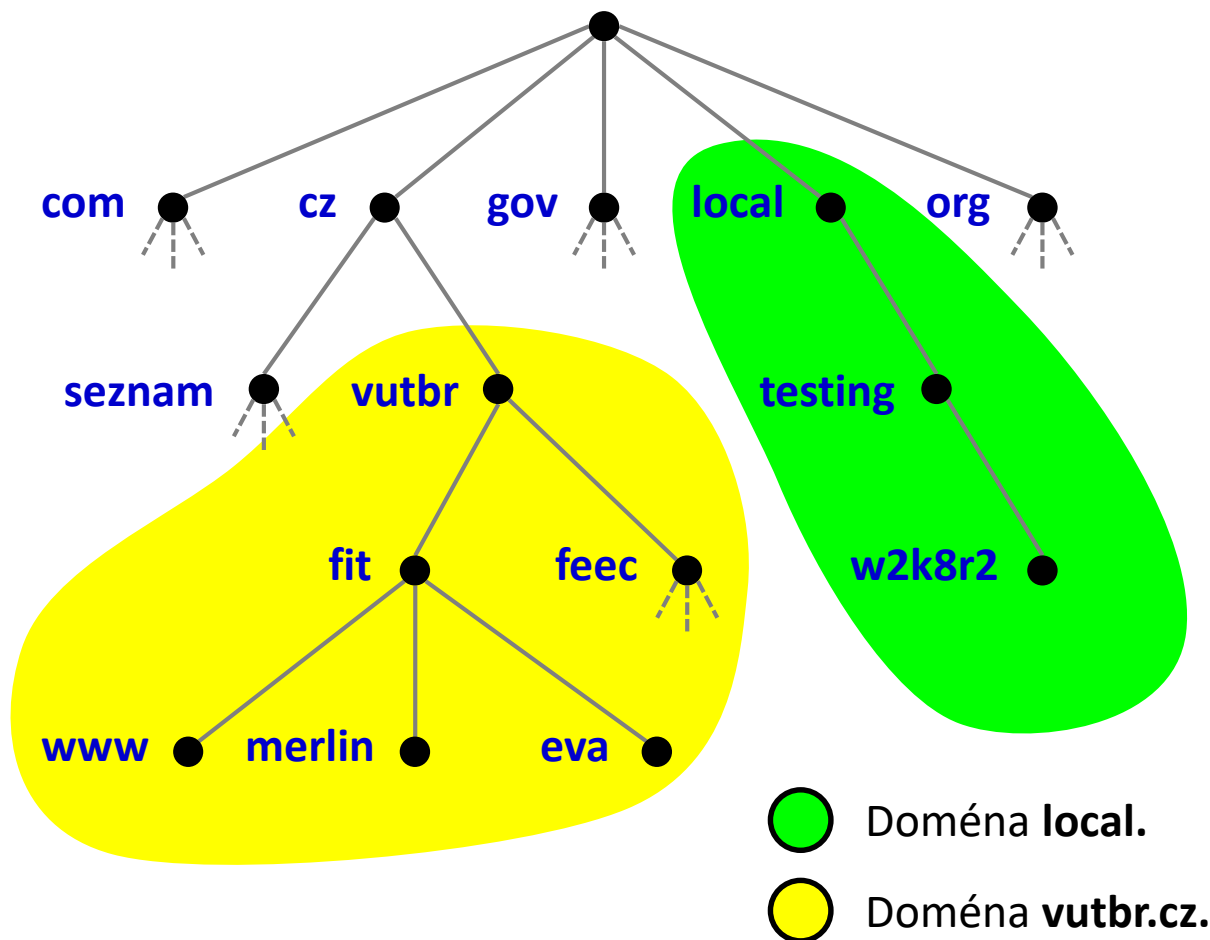 com cz gov local org
seznam vutbr testing
fit feec w2k8r2
www merlin eva
Doména local.
Doména vutbr.cz.